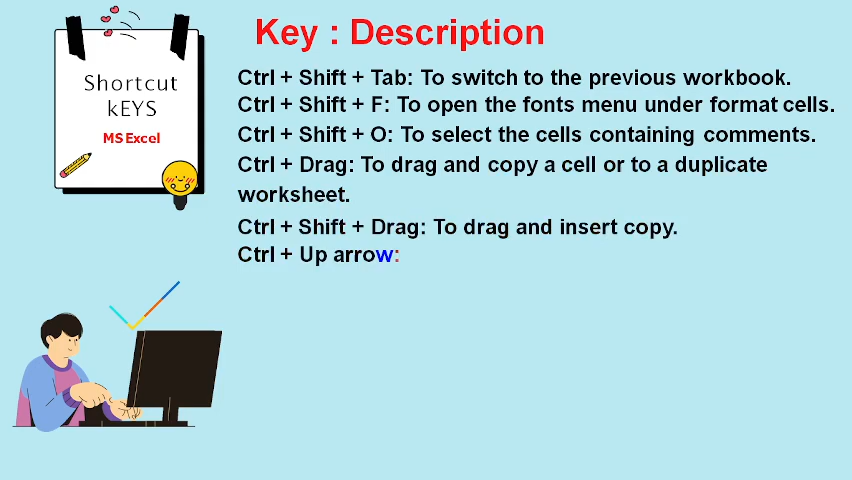 Shortcut
kEYS
MS Excel
Key : Description
Ctrl + Shift + Tab: To switch to the previous workbook.
Ctrl + Shift + F: To open the fonts menu under format cells.
Ctrl + Shift + O: To select the cells containing comments.
Ctrl + Drag: To drag and copy a cell or to a duplicate
worksheet.
Ctrl + Shift + Drag: To drag and insert copy.
Ctrl + Up arrow: